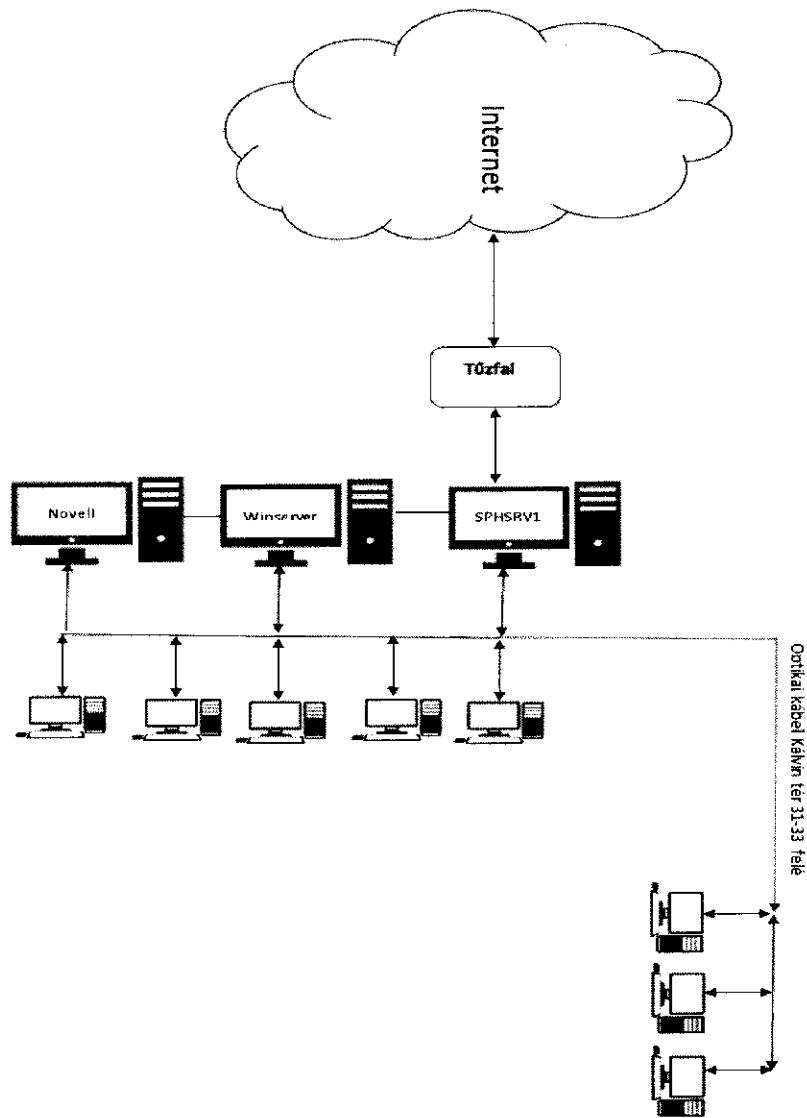 Internet
Tűzfal
Novell
Winserver
SPHSRV1
Optikai kábel Kálvin tér 31-33 felé